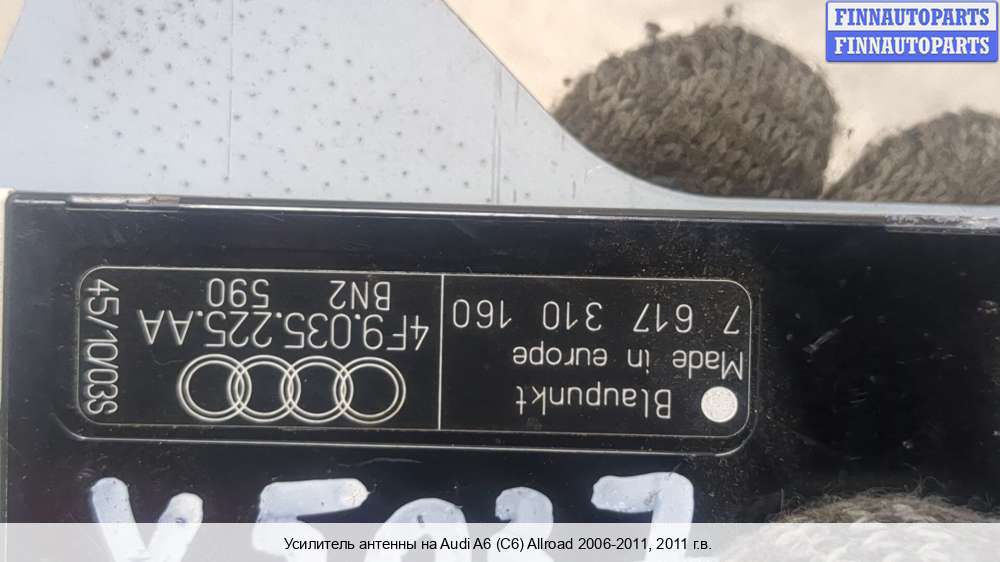 FINNAUTOPARTS
FINNAUTOPARTS
Blaupunkt
Made in europe
7 617 310 160
4F9.035.225.AA
BN2
590
45/10/03S
Усилитель антенны на Audi A6 (C6) Allroad 2006-2011, 2011 г.в.